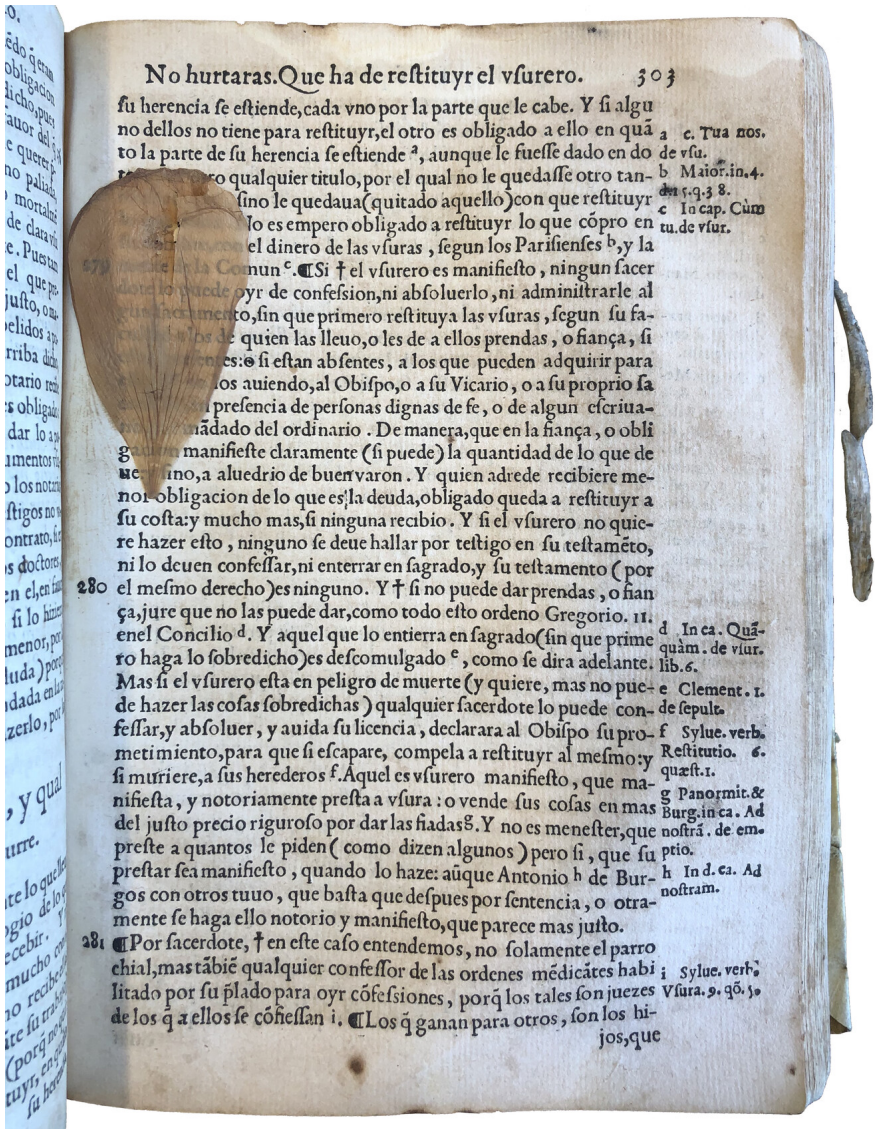 No hurtaras. Que ha de restituyr el vsurero. 303
su herencia se estiende, cada vno por la parte que le cabe. Y si algu
no dellos no tiene para restituyr, el otro es obligado a ello en quã
to la parte de su herencia se estiende ª, aunque le fuesse dado en do
qualquier titulo, por el qual no le quedasse otro tan-
sino le quedaua (quitado aquello) con que restituyr
No es empero obligado a restituyr lo que cõpro en
el dinero de las vsuras, segun los Parisienses ᵇ, y la
279 de la Comun ᶜ. ¶Si † el vsurero es manifiesto, ningun sacer
dote lo puede oyr de confession, ni absoluerlo, ni administrarle al
gun sacramento, sin que primero restituya las vsuras, segun su fa-
de quien las lleuo, o les de a ellos prendas, o fiança, si
o si estan absentes, a los que pueden adquirir para
auiendo, al Obispo, o a su Vicario, o a su proprio sa
presencia de personas dignas de fe, o de algun escriua-
mãdado del ordinario. De manera, que en la fiança, o obli
gacion manifieste claramente (si puede) la quantidad de lo que de
ue: a aluedrio de buen varon. Y quien adrede recibiere me-
nor obligacion de lo que es la deuda, obligado queda a restituyr a
su costa: y mucho mas, si ninguna recibio. Y si el vsurero no quie-
re hazer esto, ninguno se deue hallar por testigo en su testamẽto,
ni lo deuen confessar, ni enterrar en sagrado, y su testamento (por
280 el mesmo derecho) es ninguno. Y † si no puede dar prendas, o fian
ça, jure que no las puede dar, como todo esto ordeno Gregorio. 11.
enel Concilio ᵈ. Y aquel que lo entierra en sagrado (sin que prime
ro haga lo sobredicho) es descomulgado ᵉ, como se dira adelante.
Mas si el vsurero esta en peligro de muerte (y quiere, mas no pue-
de hazer las cosas sobredichas) qualquier sacerdote lo puede con-
fessar, y absoluer, y auida su licencia, declarara al Obispo su pro-
metimiento, para que si escapare, compela a restituyr al mesmo: y
si muriere, a sus herederos ᶠ. Aquel es vsurero manifiesto, que ma-
nifiesta, y notoriamente presta a vsura: o vende sus cosas en mas
del justo precio riguroso por dar las fiadas ᵍ. Y no es menester, que
preste a quantos le piden (como dizen algunos) pero si, que su
prestar sea manifiesto, quando lo haze: aũque Antonio ʰ de Bur-
gos con otros tuuo, que basta que despues por sentencia, o otra-
mente se haga ello notorio y manifiesto, que parece mas justo.
281 ¶Por sacerdote, † en este caso entendemos, no solamente el parro
chial, mas tãbiẽ qualquier confessor de las ordenes mẽdicãtes habi
litado por su p̃lado para oyr cõfessiones, porq̃ los tales son juezes
de los q̃ a ellos se cõfiessan i. ¶Los q̃ ganan para otros, son los hi-
jos, que
a c. Tua nos.
de vsu.
b Maior. in. 4.
5. q. 38.
c In cap. Cùm
tu. de vsur.
d In ca. Quã-
quàm. de vsur.
lib. 6.
e Clement. 1.
de sepult.
f Sylue. verb.
Restitutio. 6.
quæst. 1.
g Panormit. &
Burg. in ca. Ad
nostrã. de em-
ptio.
h In d. ca. Ad
nostram.
i Sylue. verb.
Vsura. 9. qõ. 5.